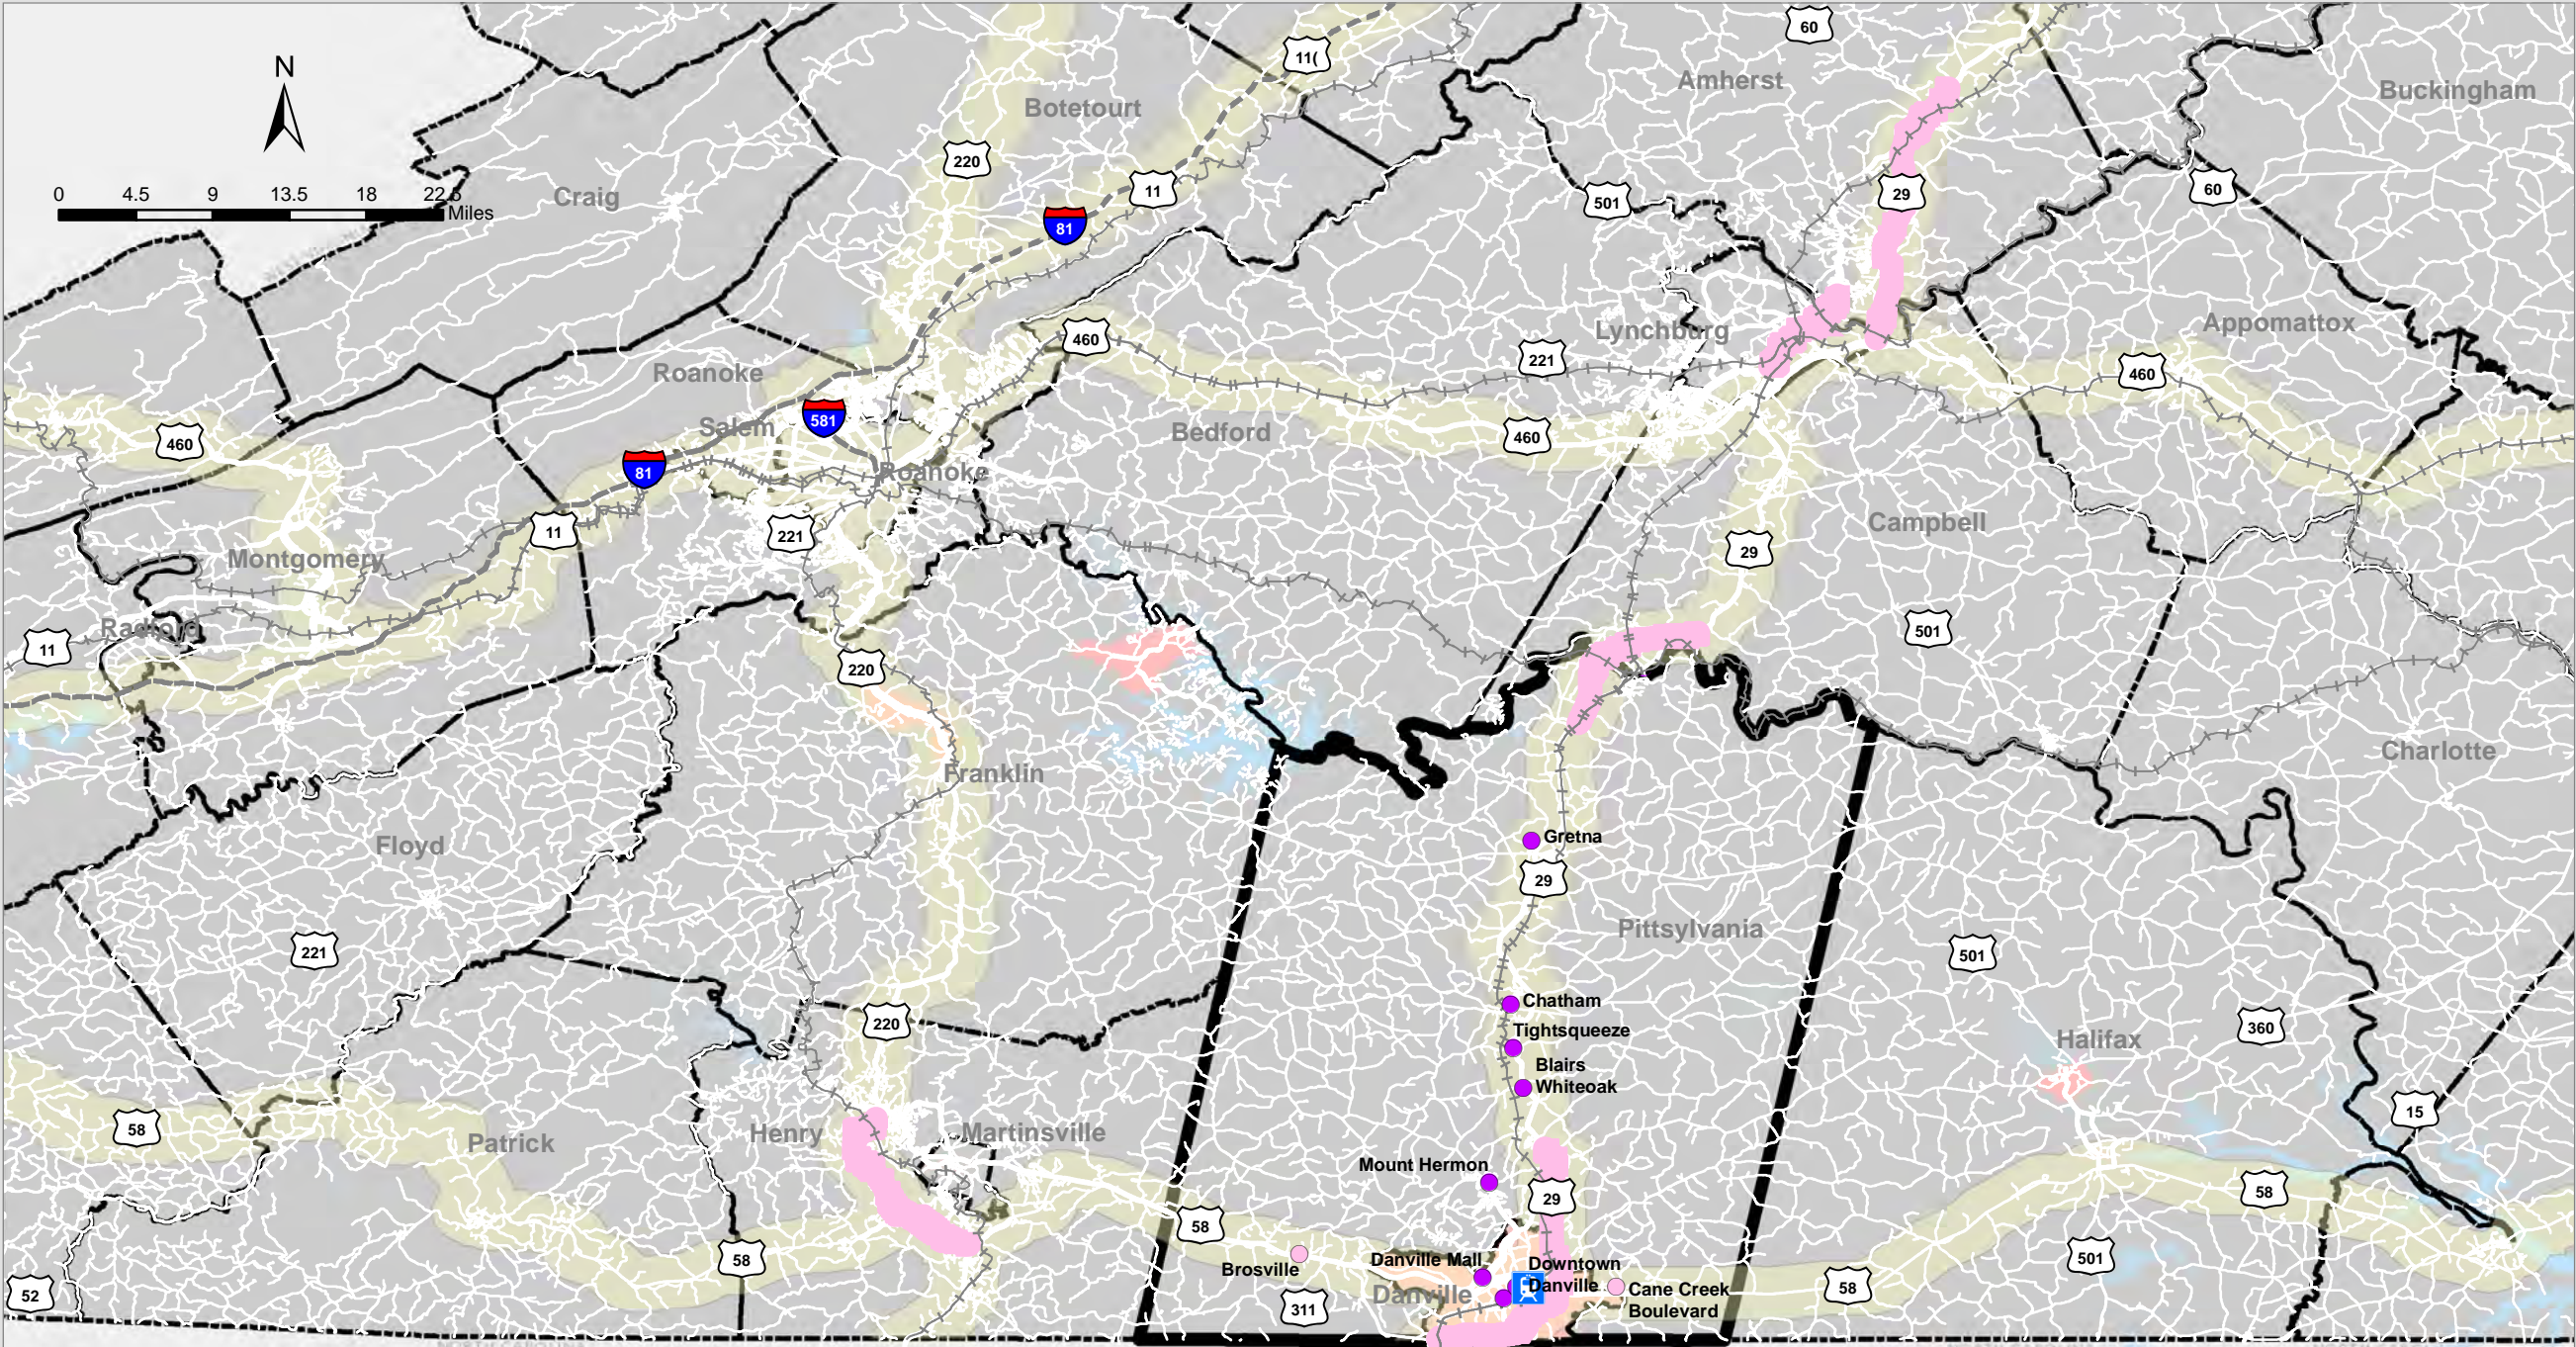 60
11(
Amherst
N
Buckingham
Botetourt
220
11
60
0 4.5 9 13.5 18 22.5
Miles
Craig
501
29
81
Lynchburg
Appomattox
460
221
460
Roanoke
581
Salem
Bedford
460
460
81
Roanoke
11
221
Campbell
29
Montgomery
Radford
11
501
220
Franklin
Charlotte
Gretna
Floyd
29
Pittsylvania
221
501
Chatham
220
Tightsqueeze
360
Halifax
Blairs
Whiteoak
15
58
Patrick
Henry
Martinsville
Mount Hermon
29
58
58
58
Brosville
Danville Mall
Downtown
Danville
501
58
52
311
Danville
Cane Creek
Boulevard
NORTH CAROLINA